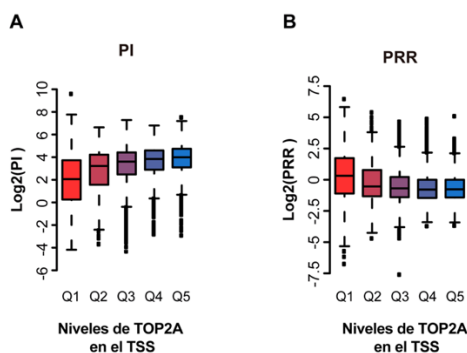 A
PI
Log2(PI)
10
8
6
4
2
0
-2
-4
-6
Q1 Q2 Q3 Q4 Q5
Niveles de TOP2A
en el TSS
B
PRR
Log2(PRR )
7.5
5
2.5
0
-2.5
-5
-7.5
Q1 Q2 Q3 Q4 Q5
Niveles de TOP2A
en el TSS